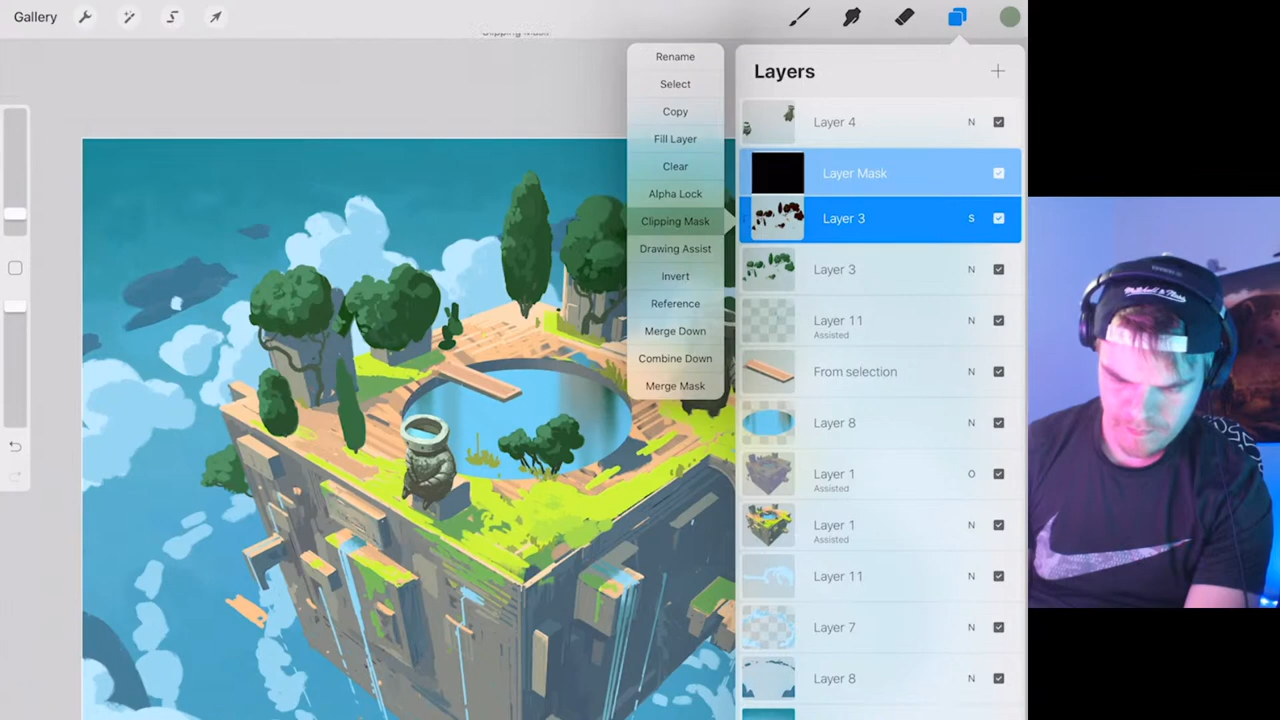 Gallery
Clipping Mask
Rename
Select
Copy
Fill Layer
Clear
Alpha Lock
Clipping Mask
Drawing Assist
Invert
Reference
Merge Down
Combine Down
Merge Mask
Layers
Layer 4 N
Layer Mask
Layer 3 S
Layer 3 N
Layer 11 N
Assisted
From selection N
Layer 8 N
Layer 1 O
Assisted
Layer 1 N
Assisted
Layer 11 N
Layer 7 N
Layer 8 N
Mitchell & Ness